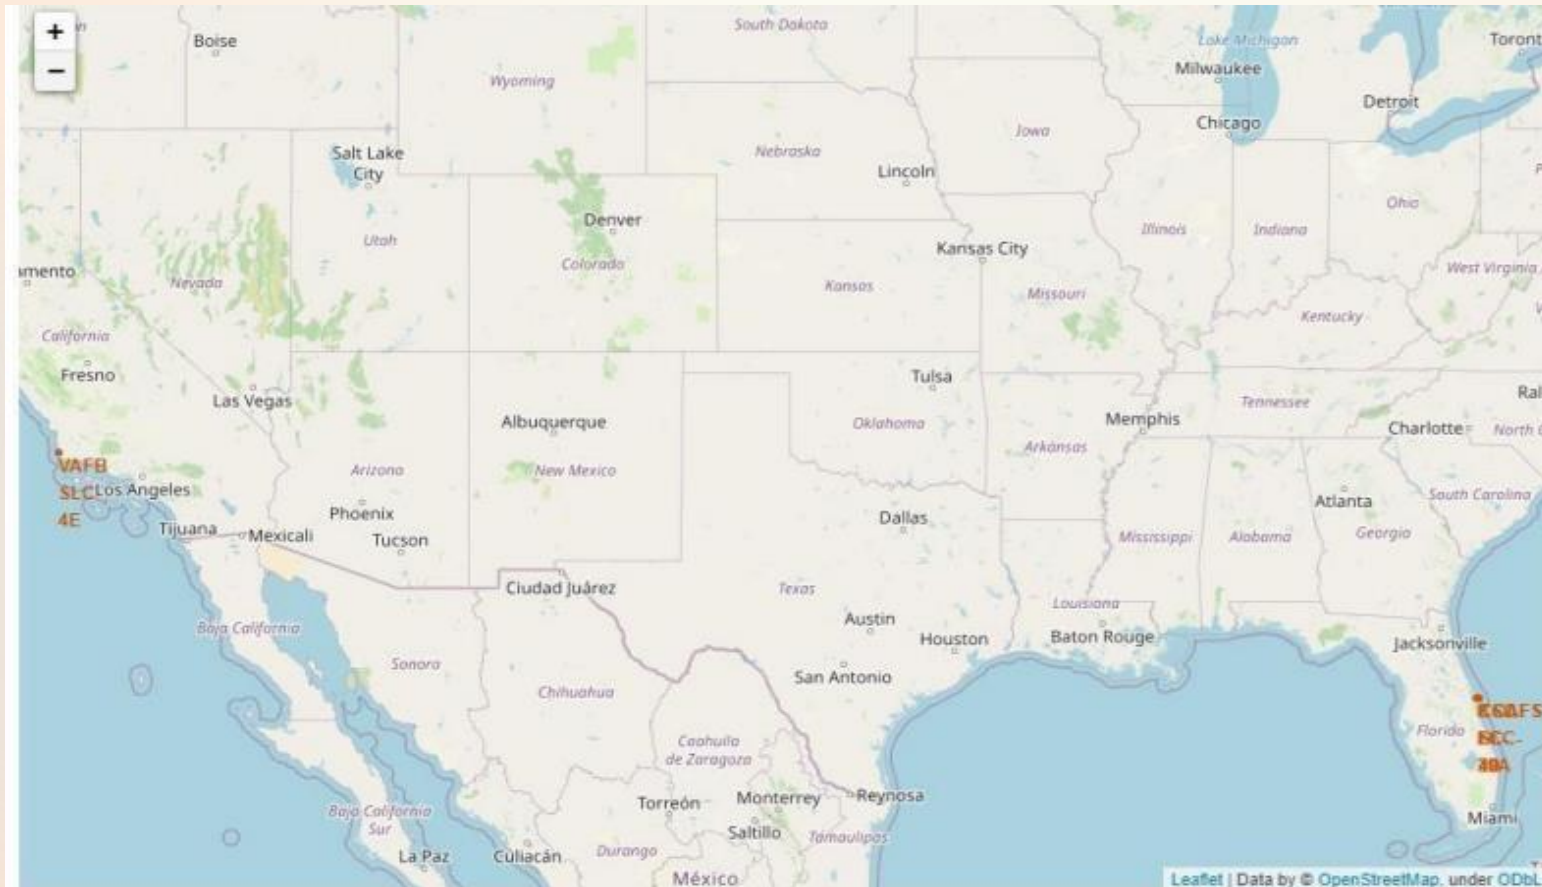 +
−
Boise
South Dakota
Lake Michigan
Toront
Milwaukee
Wyoming
Detroit
Chicago
Iowa
Nebraska
Salt Lake
City
Lincoln
Denver
Ohio
Utah
Illinois
Indiana
Kansas City
Colorado
West Virginia
amento
Nevada
Kansas
Missouri
Kentucky
California
Fresno
Tulsa
Las Vegas
Tennessee
Ral
Albuquerque
Oklahoma
Memphis
Charlotte
North C
Arkansas
VAFB
SLC
4E
Los Angeles
Arizona
New Mexico
Phoenix
Atlanta
South Carolina
Dallas
Tijuana
Mexicali
Tucson
Mississippi
Alabama
Georgia
Ciudad Juárez
Texas
Louisiana
Austin
Baja California
Houston
Baton Rouge
Jacksonville
Sonora
San Antonio
Chihuahua
Florida
Coahuila
de Zaragoza
Torreón
Monterrey
Reynosa
Baja California
Sur
Saltillo
Tamaulipas
Miami
La Paz
Culiacán
Durango
México
Leaflet | Data by © OpenStreetMap, under ODbL